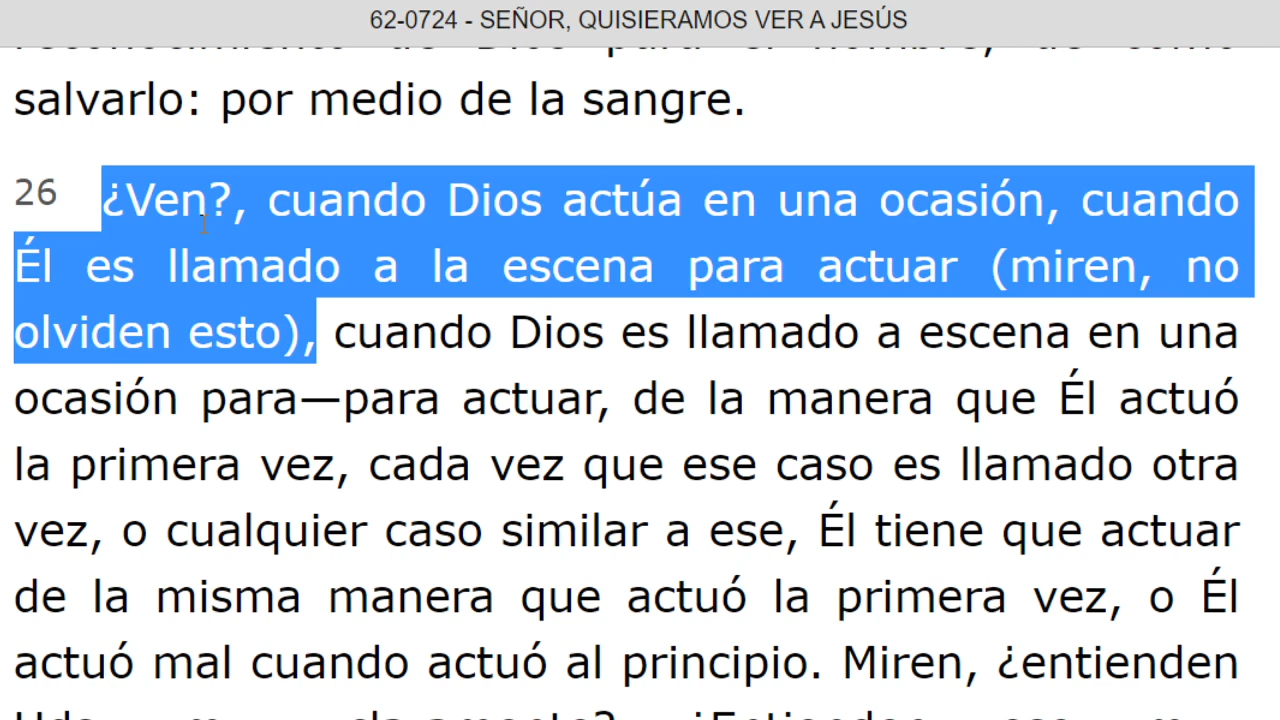 62-0724 - SEÑOR, QUISIERAMOS VER A JESÚS
salvarlo: por medio de la sangre.
26 ¿Ven?, cuando Dios actúa en una ocasión, cuando
Él es llamado a la escena para actuar (miren, no
olviden esto), cuando Dios es llamado a escena en una
ocasión para—para actuar, de la manera que Él actuó
la primera vez, cada vez que ese caso es llamado otra
vez, o cualquier caso similar a ese, Él tiene que actuar
de la misma manera que actuó la primera vez, o Él
actuó mal cuando actuó al principio. Miren, ¿entienden